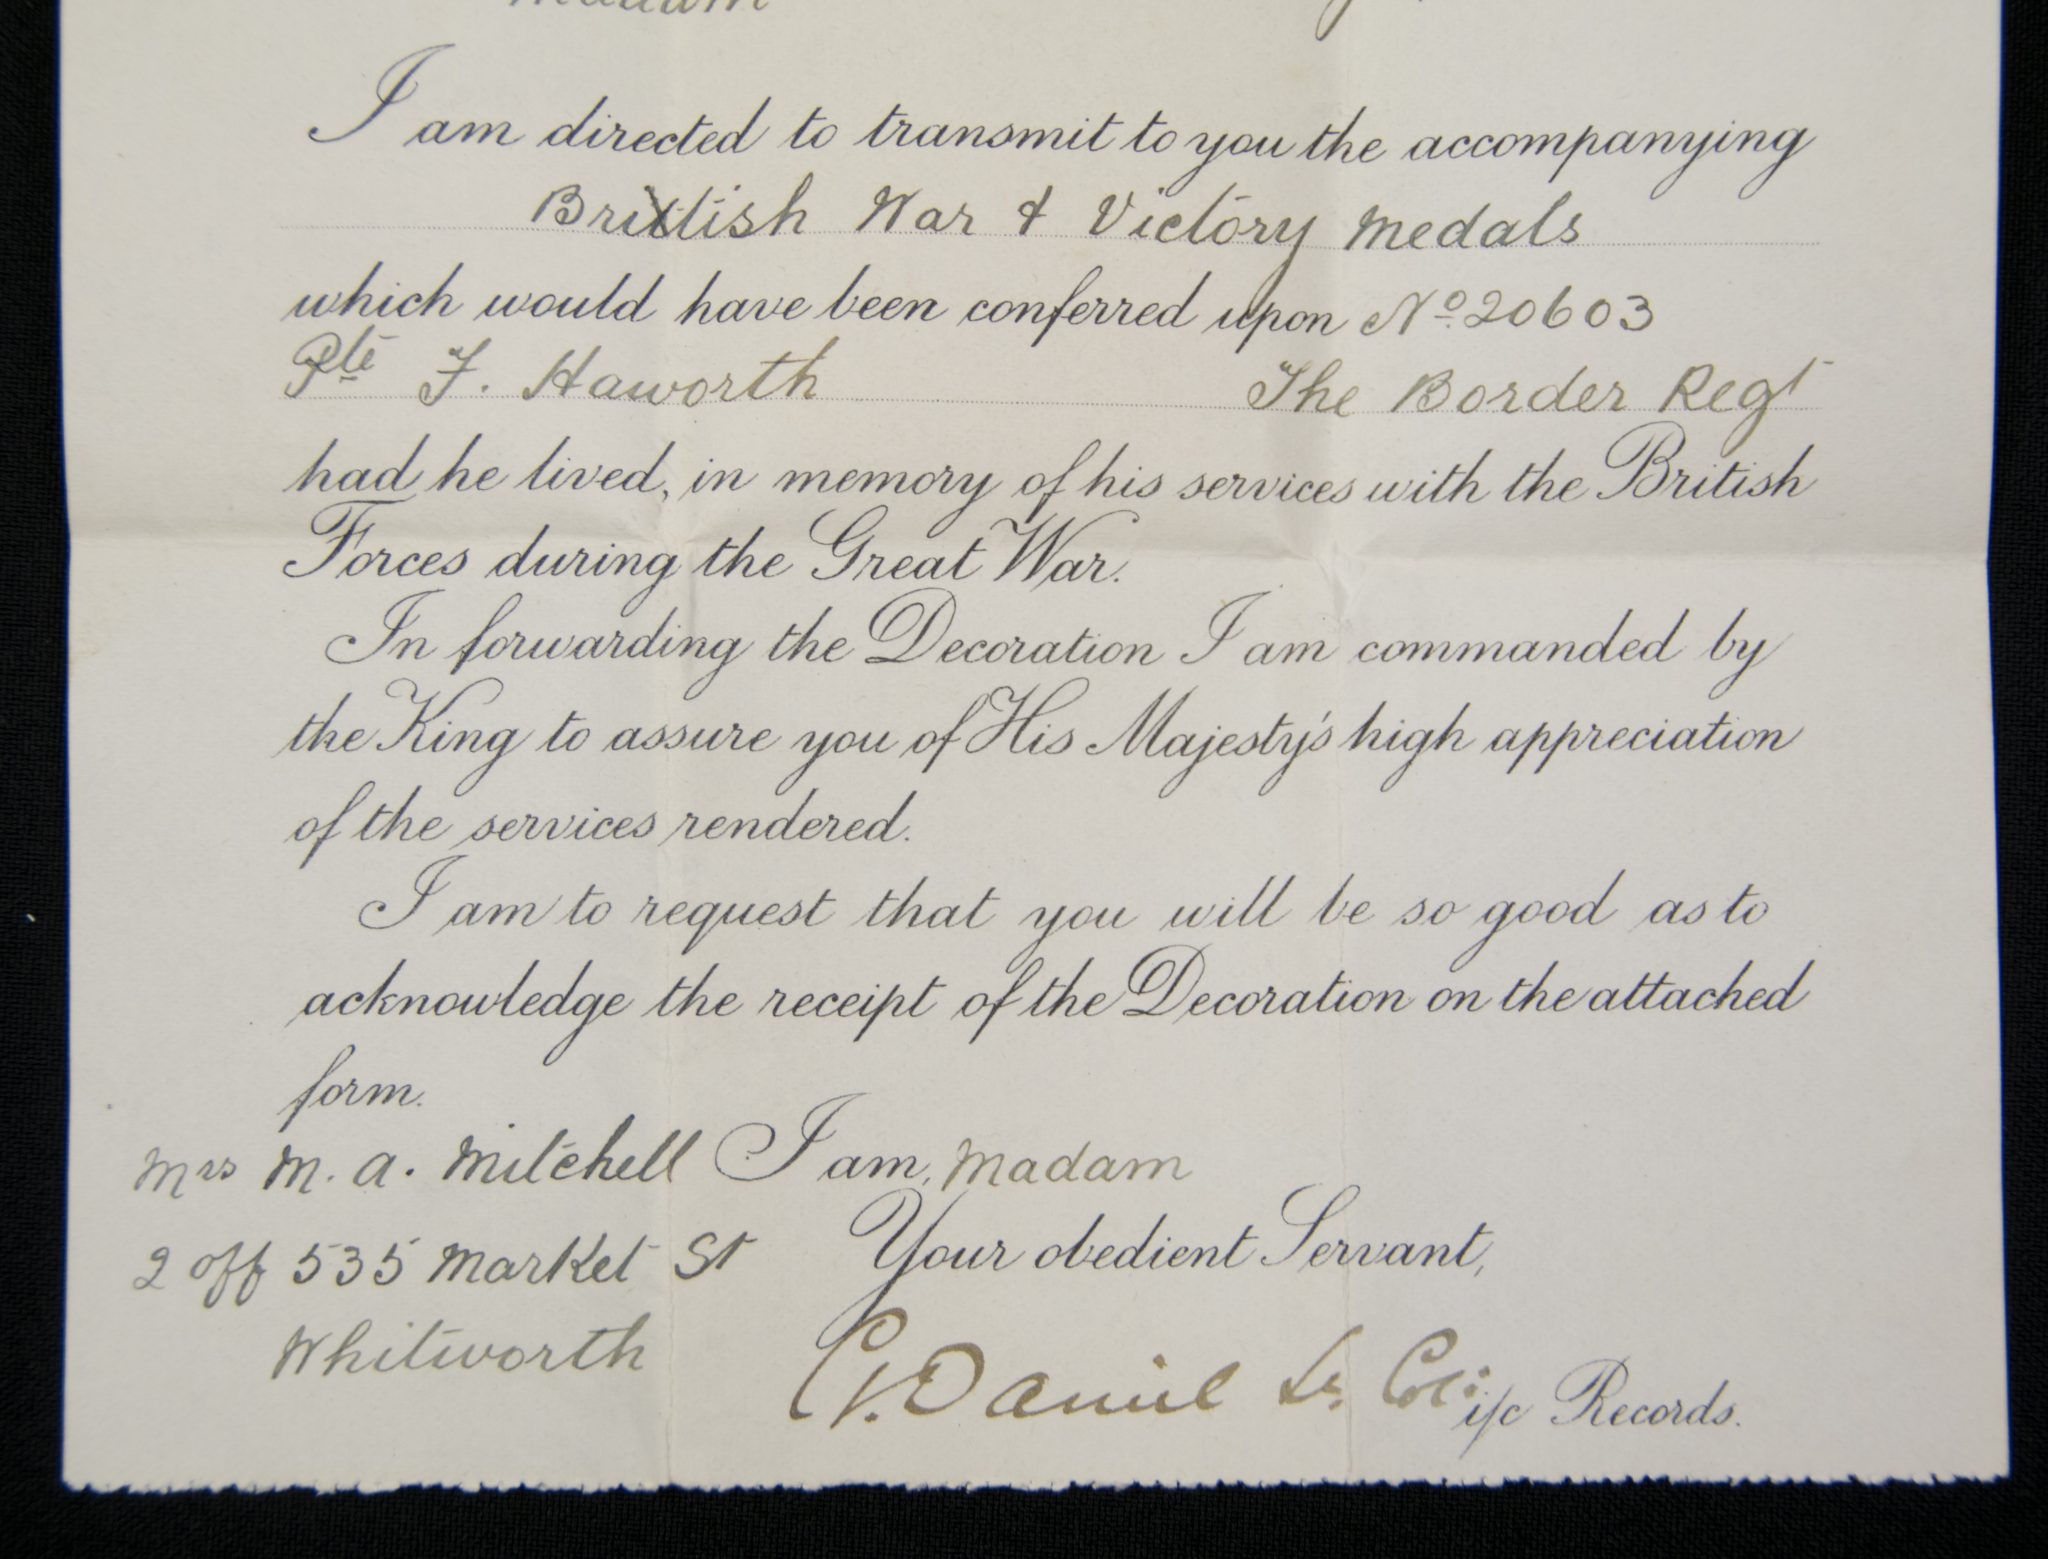 Madam
I am directed to transmit to you the accompanying
British War & Victory Medals
which would have been conferred upon No. 20603
Pte F. Haworth The Border Regt
had he lived, in memory of his services with the British
Forces during the Great War.
In forwarding the Decoration I am commanded by
the King to assure you of His Majesty's high appreciation
of the services rendered.
I am to request that you will be so good as to
acknowledge the receipt of the Decoration on the attached
form.
Mrs M. A. Mitchell I am, Madam
2 off 535 Market St Your obedient Servant,
Whitworth
Daniel Lt. Col: i/c Records.